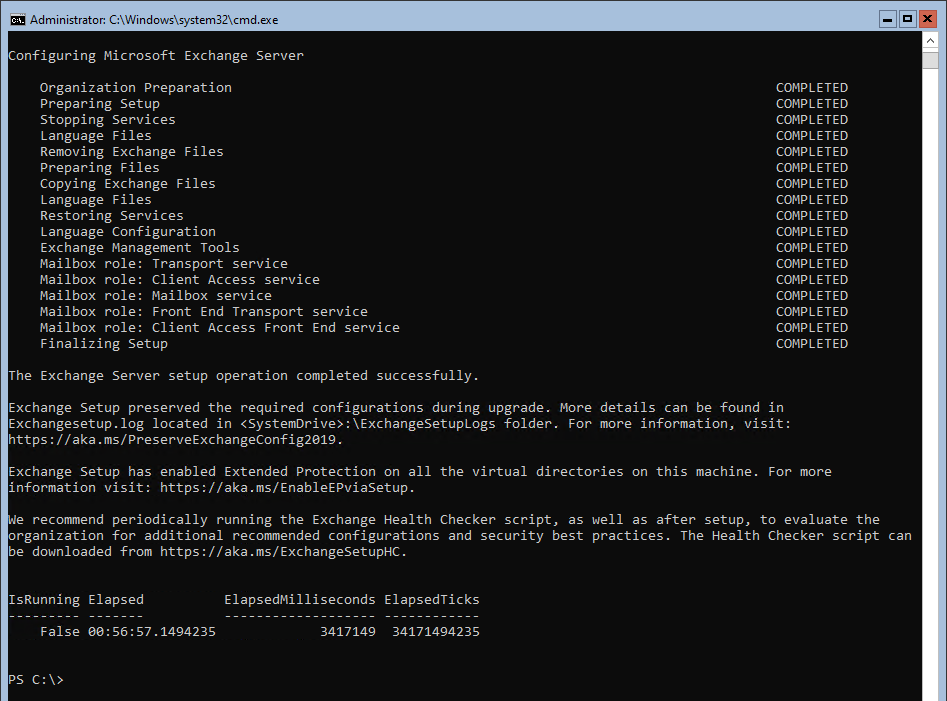 Administrator: C:\Windows\system32\cmd.exe
Configuring Microsoft Exchange Server
Organization Preparation COMPLETED
Preparing Setup COMPLETED
Stopping Services COMPLETED
Language Files COMPLETED
Removing Exchange Files COMPLETED
Preparing Files COMPLETED
Copying Exchange Files COMPLETED
Language Files COMPLETED
Restoring Services COMPLETED
Language Configuration COMPLETED
Exchange Management Tools COMPLETED
Mailbox role: Transport service COMPLETED
Mailbox role: Client Access service COMPLETED
Mailbox role: Mailbox service COMPLETED
Mailbox role: Front End Transport service COMPLETED
Mailbox role: Client Access Front End service COMPLETED
Finalizing Setup COMPLETED
The Exchange Server setup operation completed successfully.
Exchange Setup preserved the required configurations during upgrade. More details can be found in
Exchangesetup.log located in <SystemDrive>:\ExchangeSetupLogs folder. For more information, visit:
https://aka.ms/PreserveExchangeConfig2019.
Exchange Setup has enabled Extended Protection on all the virtual directories on this machine. For more
information visit: https://aka.ms/EnableEPviaSetup.
We recommend periodically running the Exchange Health Checker script, as well as after setup, to evaluate the
organization for additional recommended configurations and security best practices. The Health Checker script can
be downloaded from https://aka.ms/ExchangeSetupHC.
IsRunning Elapsed ElapsedMilliseconds ElapsedTicks
--------- ------- ------------------- ------------
False 00:56:57.1494235 3417149 34171494235
PS C:\>